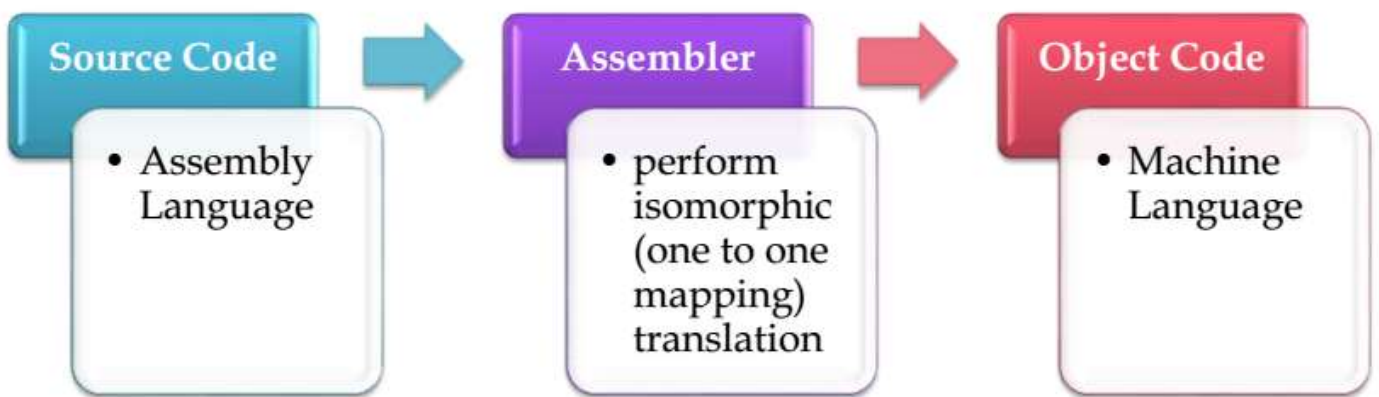 Source Code
• Assembly
Language
Assembler
• perform
isomorphic
(one to one
mapping)
translation
Object Code
• Machine
Language